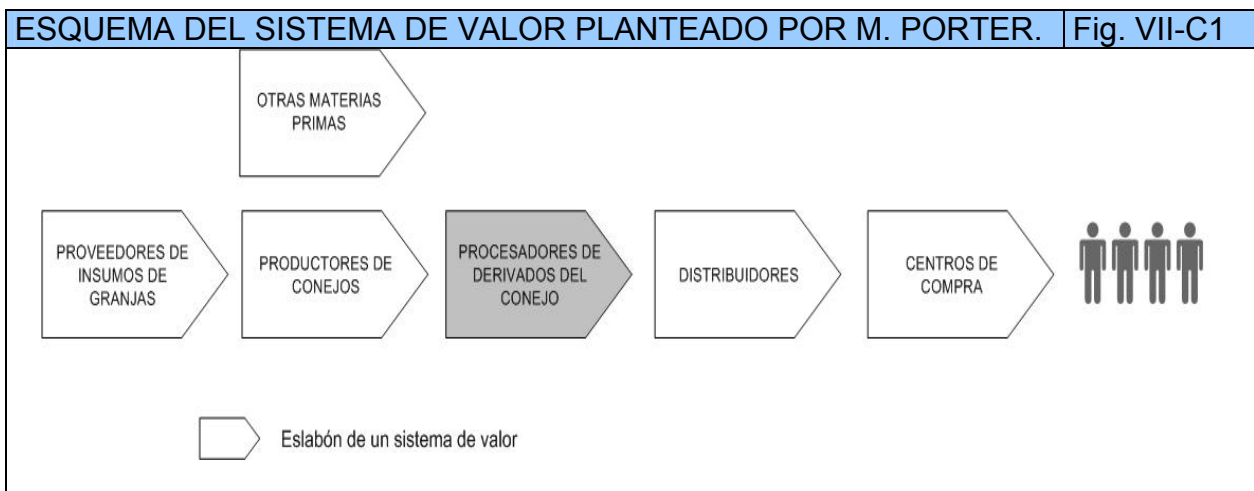 ESQUEMA DEL SISTEMA DE VALOR PLANTEADO POR M. PORTER. Fig. VII-C1
OTRAS MATERIAS
PRIMAS
PROVEEDORES DE
INSUMOS DE
GRANJAS
PRODUCTORES DE
CONEJOS
PROCESADORES DE
DERIVADOS DEL
CONEJO
DISTRIBUIDORES
CENTROS DE
COMPRA
Eslabón de un sistema de valor